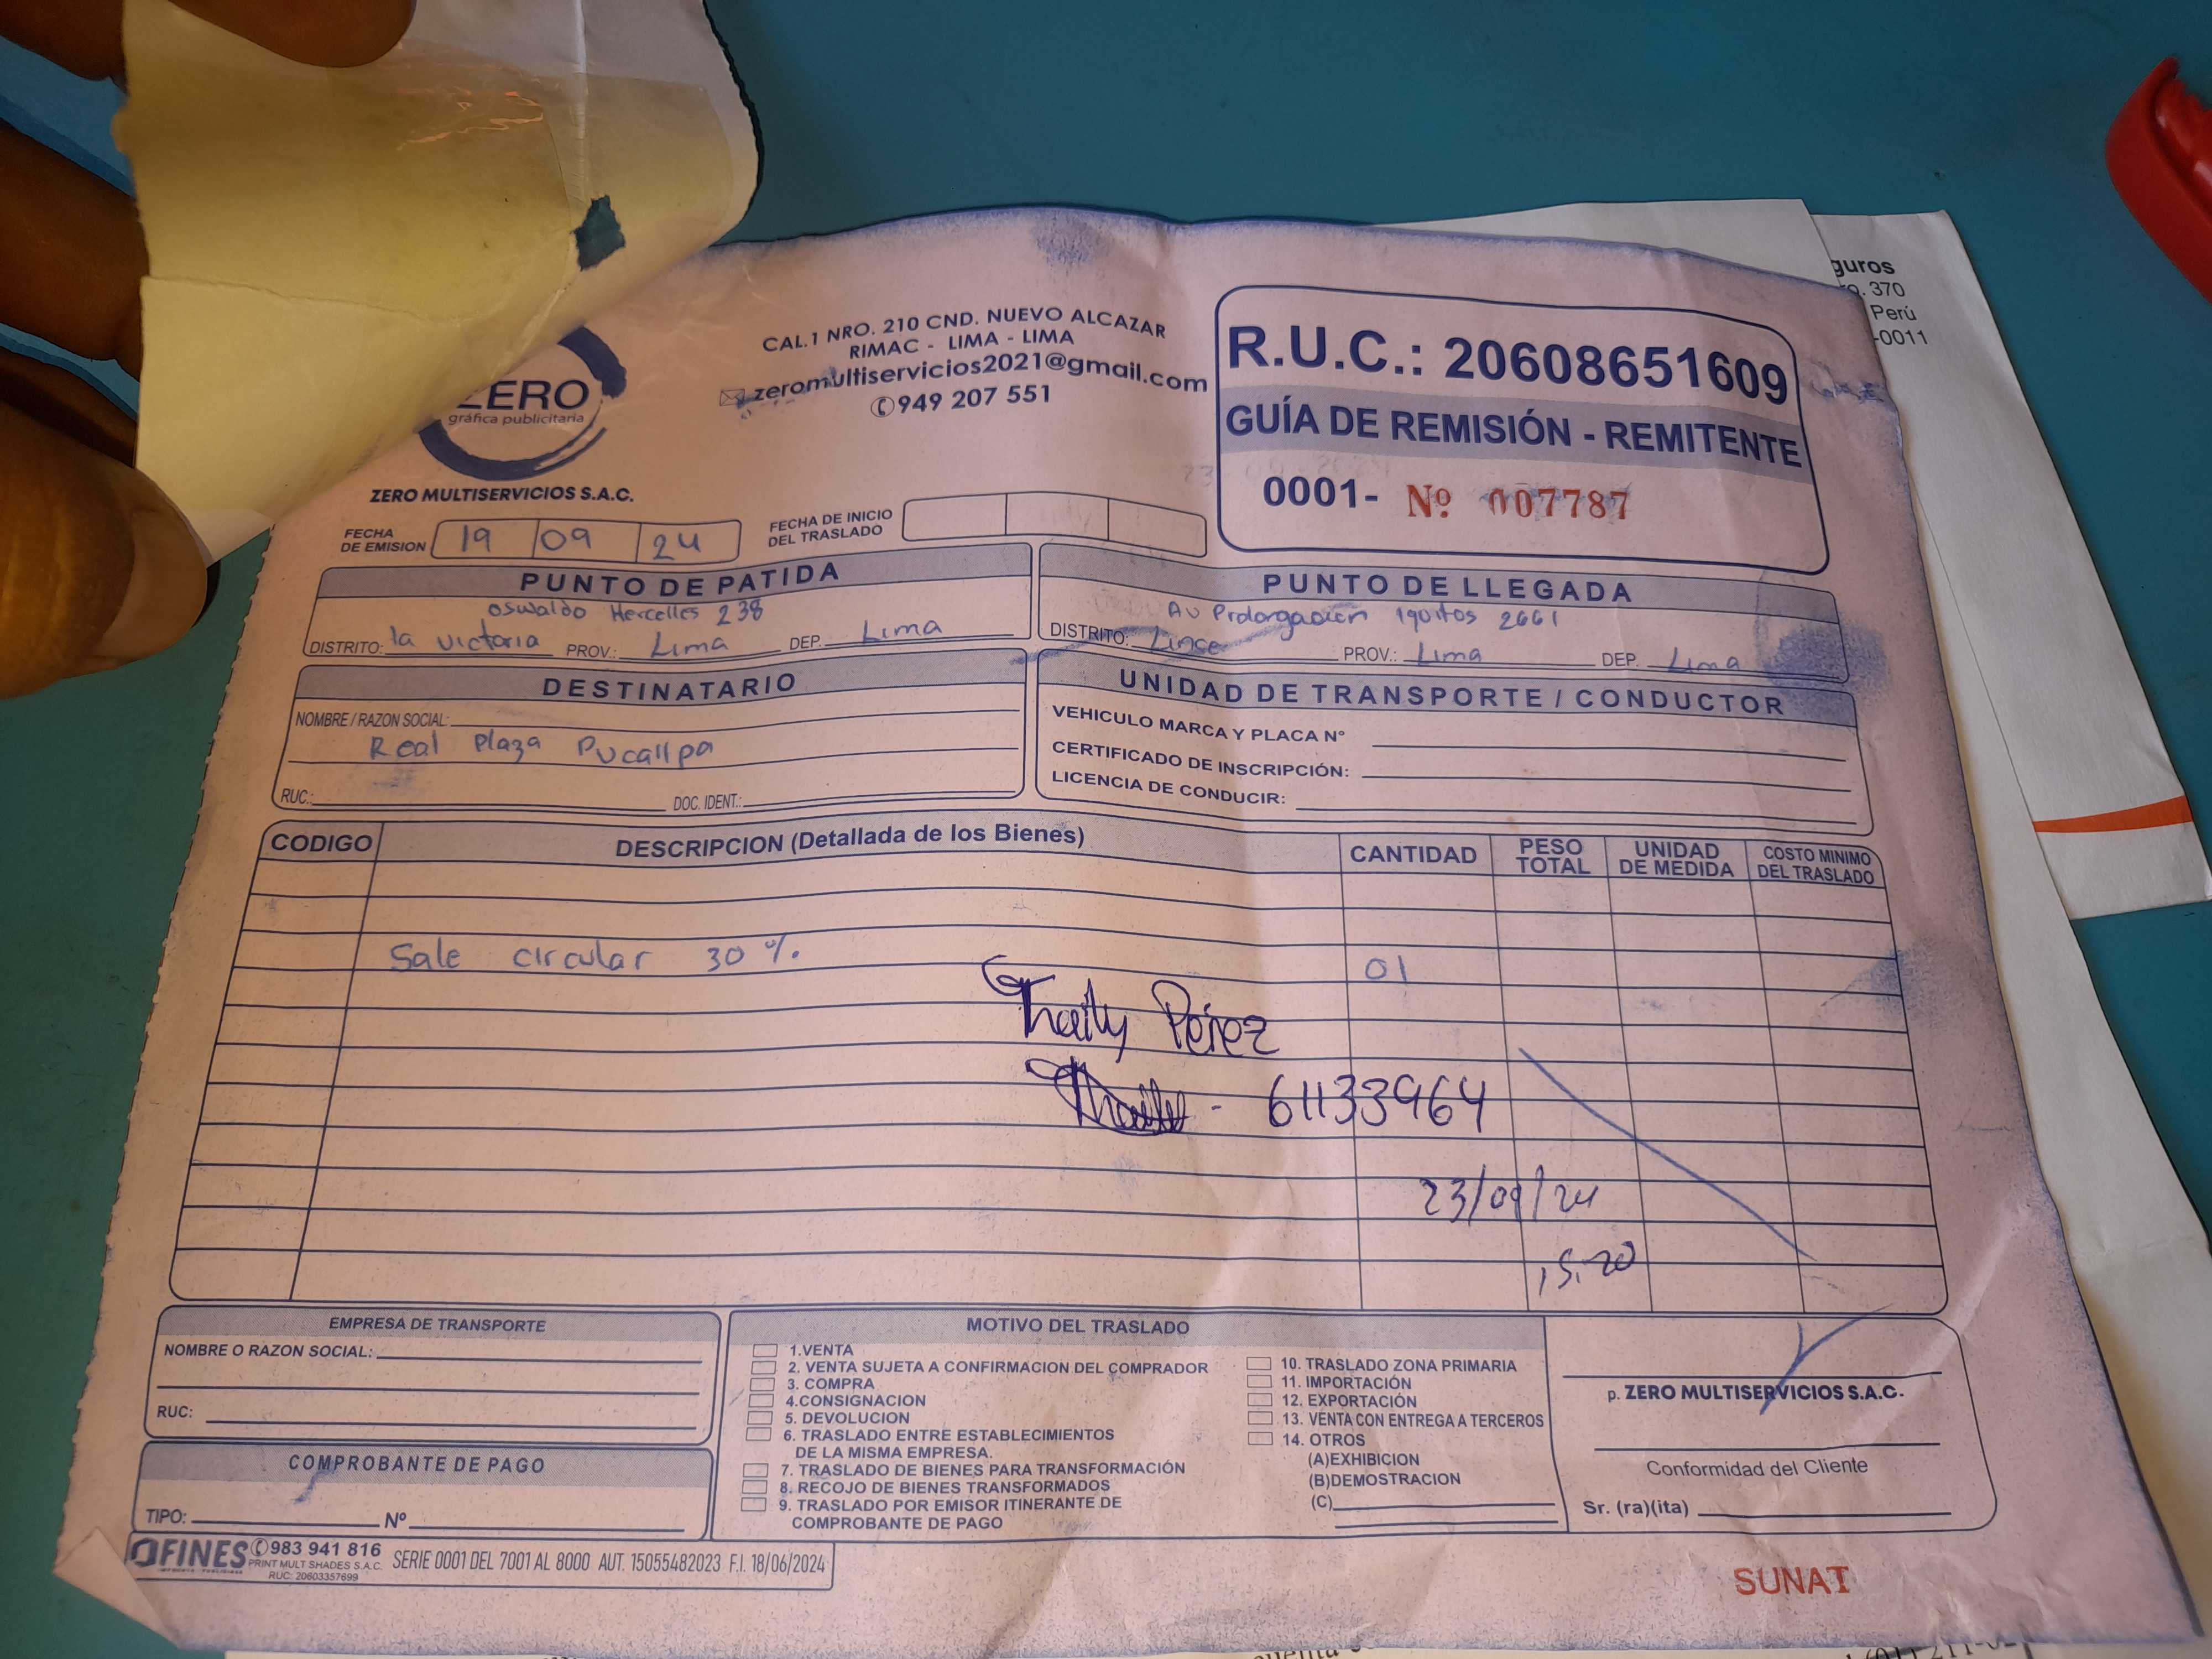 guros
o. 370
Perú
-0011
ZERO
gráfica publicitaria
ZERO MULTISERVICIOS S.A.C.
CAL.1 NRO. 210 CND. NUEVO ALCAZAR
RIMAC - LIMA - LIMA
zeromultiservicios2021@gmail.com
949 207 551
R.U.C.: 20608651609
GUÍA DE REMISIÓN - REMITENTE
0001- Nº 007787
FECHA DE EMISION 19 09 24
FECHA DE INICIO DEL TRASLADO
PUNTO DE PATIDA
Oswaldo Hercelles 238
DISTRITO: la victoria PROV.: Lima DEP. Lima
PUNTO DE LLEGADA
Av Prolongacion Iquitos 2661
DISTRITO: Lince PROV.: Lima DEP. Lima
DESTINATARIO
NOMBRE / RAZON SOCIAL:
Real Plaza Pucallpa
RUC.: DOC. IDENT.:
UNIDAD DE TRANSPORTE / CONDUCTOR
VEHICULO MARCA Y PLACA N°
CERTIFICADO DE INSCRIPCIÓN:
LICENCIA DE CONDUCIR:
CODIGO DESCRIPCION (Detallada de los Bienes) CANTIDAD PESO TOTAL UNIDAD DE MEDIDA COSTO MINIMO DEL TRASLADO
Sale circular 30 % 01
Thaily Pérez
61133964
23/09/24
15:20
EMPRESA DE TRANSPORTE
NOMBRE O RAZON SOCIAL:
RUC:
COMPROBANTE DE PAGO
TIPO: Nº
MOTIVO DEL TRASLADO
1.VENTA
2. VENTA SUJETA A CONFIRMACION DEL COMPRADOR
3. COMPRA
4.CONSIGNACION
5. DEVOLUCION
6. TRASLADO ENTRE ESTABLECIMIENTOS
DE LA MISMA EMPRESA.
7. TRASLADO DE BIENES PARA TRANSFORMACIÓN
8. RECOJO DE BIENES TRANSFORMADOS
9. TRASLADO POR EMISOR ITINERANTE DE
COMPROBANTE DE PAGO
10. TRASLADO ZONA PRIMARIA
11. IMPORTACIÓN
12. EXPORTACIÓN
13. VENTA CON ENTREGA A TERCEROS
14. OTROS
(A)EXHIBICION
(B)DEMOSTRACION
(C)
p. ZERO MULTISERVICIOS S.A.C.
Conformidad del Cliente
Sr. (ra)(ita)
OFINES
983 941 816
PRINT MULT SHADES S.A.C.
RUC: 20603357699
SERIE 0001 DEL 7001 AL 8000 AUT. 15055482023 F.I. 18/06/2024
SUNAT